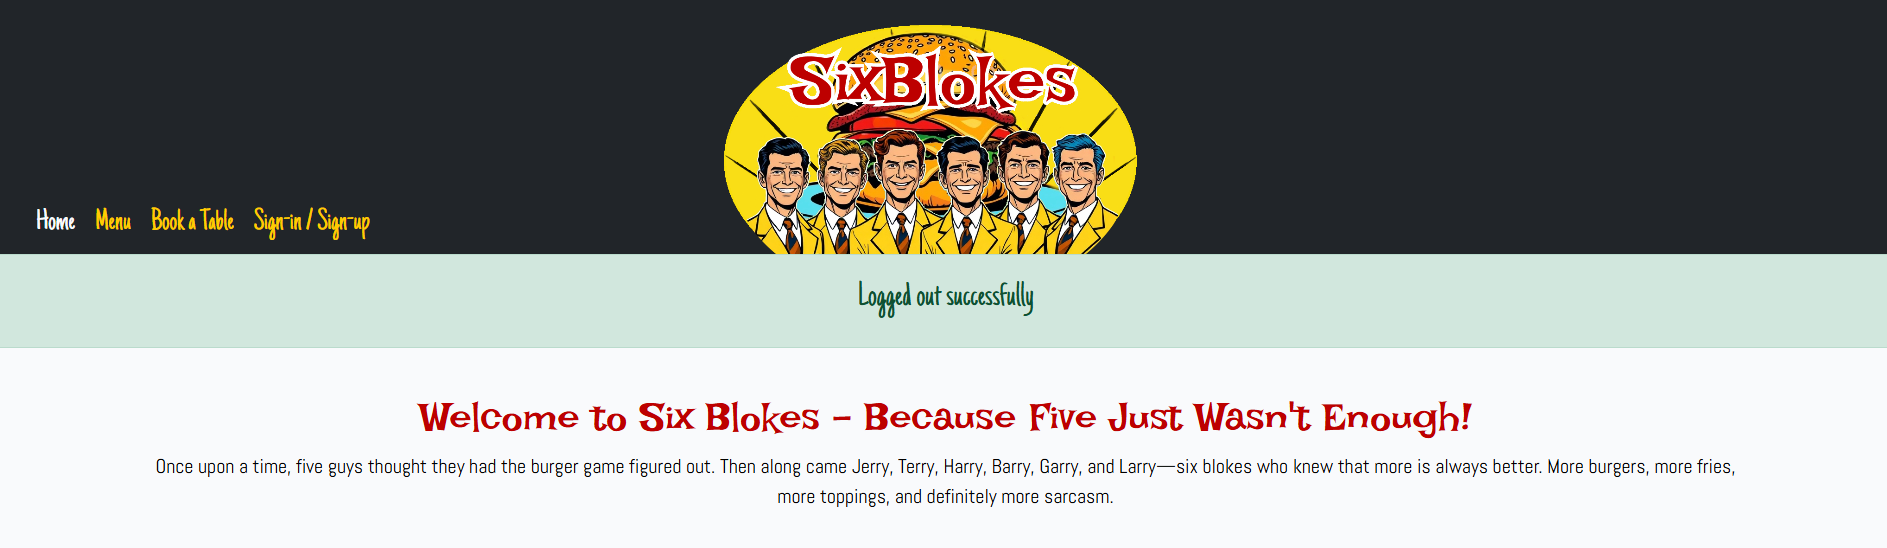 SixBlokes
Home Menu Book a Table Sign-in / Sign-up
Logged out successfully
Welcome to Six Blokes - Because Five Just Wasn't Enough!
Once upon a time, five guys thought they had the burger game figured out. Then along came Jerry, Terry, Harry, Barry, Garry, and Larry—six blokes who knew that more is always better. More burgers, more fries,
more toppings, and definitely more sarcasm.